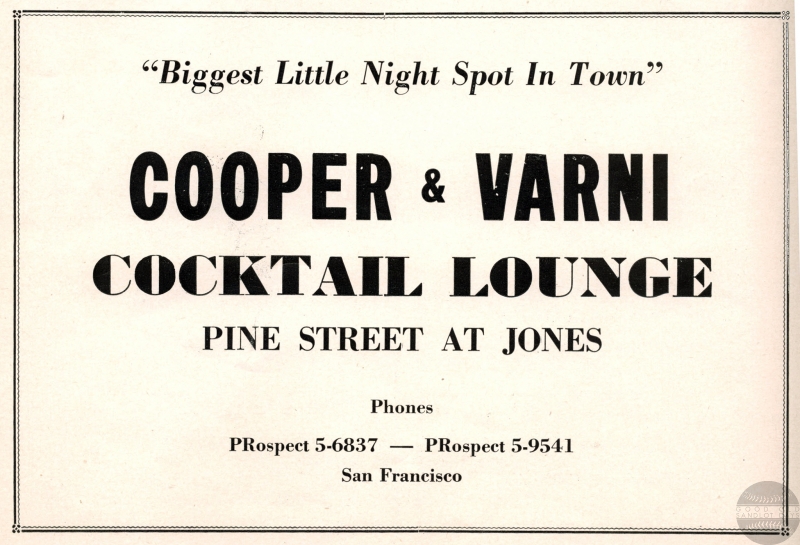 “Biggest Little Night Spot In Town”
COOPER & VARNI
COCKTAIL LOUNGE
PINE STREET AT JONES
Phones
PRospect 5-6837 — PRospect 5-9541
San Francisco